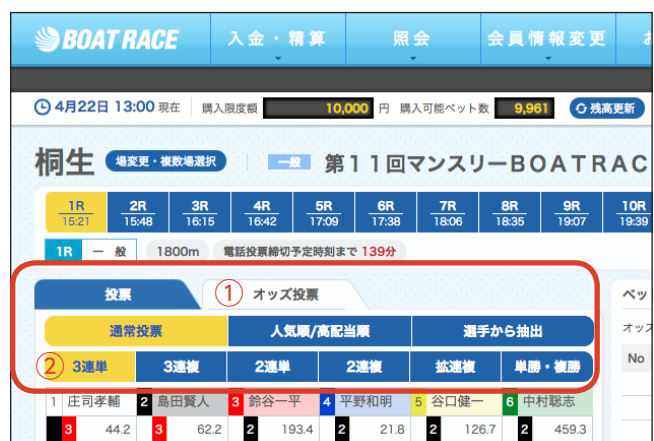 BOAT RACE 入金・精算 照会 会員情報変更
4月22日 13:00 現在 購入限度額 10,000 円 購入可能ベット数 9,961 残高更新
桐生 場変更・複数場選択 一般 第11回マンスリーBOATRAC
1R 2R 3R 4R 5R 6R 7R 8R 9R 10R
15:21 15:48 16:15 16:42 17:09 17:38 18:06 18:35 19:07 19:39
1R 一般 1800m 電話投票締切予定時刻まで 139分
投票 ① オッズ投票 ベッ
通常投票 人気順/高配当順 選手から抽出 オッズ
② 3連単 3連複 2連単 2連複 拡連複 単勝・複勝 No
1 庄司孝輔 2 島田賢人 3 鈴谷一平 4 平野和明 5 谷口健一 6 中村聡志
3 44.2 3 62.2 2 193.4 2 21.8 2 126.7 2 459.3